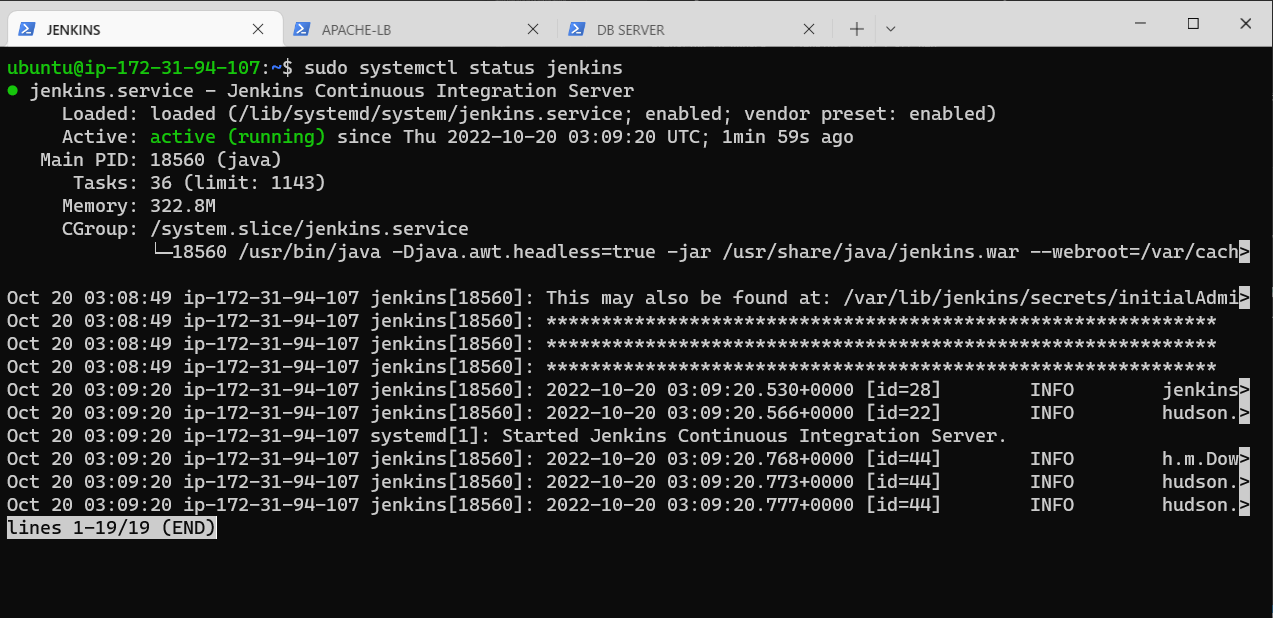 JENKINS APACHE-LB DB SERVER
ubuntu@ip-172-31-94-107:~$ sudo systemctl status jenkins
● jenkins.service - Jenkins Continuous Integration Server
     Loaded: loaded (/lib/systemd/system/jenkins.service; enabled; vendor preset: enabled)
     Active: active (running) since Thu 2022-10-20 03:09:20 UTC; 1min 59s ago
   Main PID: 18560 (java)
      Tasks: 36 (limit: 1143)
     Memory: 322.8M
     CGroup: /system.slice/jenkins.service
             └─18560 /usr/bin/java -Djava.awt.headless=true -jar /usr/share/java/jenkins.war --webroot=/var/cach>
Oct 20 03:08:49 ip-172-31-94-107 jenkins[18560]: This may also be found at: /var/lib/jenkins/secrets/initialAdmi>
Oct 20 03:08:49 ip-172-31-94-107 jenkins[18560]: *************************************************************
Oct 20 03:08:49 ip-172-31-94-107 jenkins[18560]: *************************************************************
Oct 20 03:08:49 ip-172-31-94-107 jenkins[18560]: *************************************************************
Oct 20 03:09:20 ip-172-31-94-107 jenkins[18560]: 2022-10-20 03:09:20.530+0000 [id=28]        INFO        jenkins>
Oct 20 03:09:20 ip-172-31-94-107 jenkins[18560]: 2022-10-20 03:09:20.566+0000 [id=22]        INFO        hudson.>
Oct 20 03:09:20 ip-172-31-94-107 systemd[1]: Started Jenkins Continuous Integration Server.
Oct 20 03:09:20 ip-172-31-94-107 jenkins[18560]: 2022-10-20 03:09:20.768+0000 [id=44]        INFO        h.m.Dow>
Oct 20 03:09:20 ip-172-31-94-107 jenkins[18560]: 2022-10-20 03:09:20.773+0000 [id=44]        INFO        hudson.>
Oct 20 03:09:20 ip-172-31-94-107 jenkins[18560]: 2022-10-20 03:09:20.777+0000 [id=44]        INFO        hudson.>
lines 1-19/19 (END)